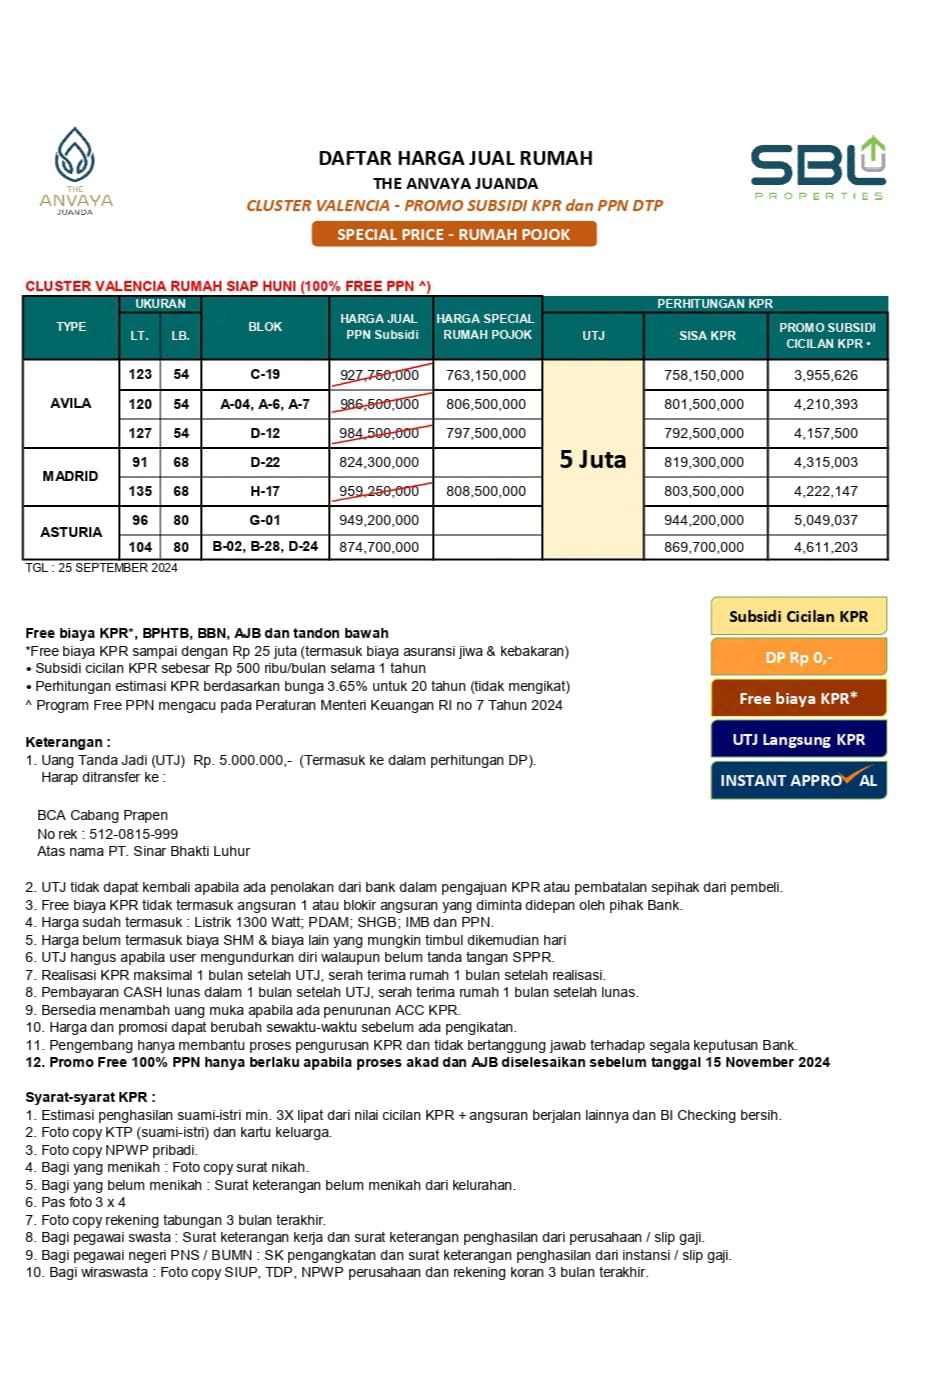 THE
ANVAYA
JUANDA
DAFTAR HARGA JUAL RUMAH
THE ANVAYA JUANDA
CLUSTER VALENCIA - PROMO SUBSIDI KPR dan PPN DTP
SPECIAL PRICE - RUMAH POJOK
SBL
PROPERTIES
CLUSTER VALENCIA RUMAH SIAP HUNI (100% FREE PPN ^)
TYPE UKURAN BLOK HARGA JUAL PPN Subsidi HARGA SPECIAL RUMAH POJOK PERHITUNGAN KPR
LT. LB. UTJ SISA KPR PROMO SUBSIDI CICILAN KPR •
AVILA 123 54 C-19 927,750,000 763,150,000 5 Juta 758,150,000 3,955,626
120 54 A-04, A-6, A-7 986,500,000 806,500,000 801,500,000 4,210,393
127 54 D-12 984,500,000 797,500,000 792,500,000 4,157,500
MADRID 91 68 D-22 824,300,000 819,300,000 4,315,003
135 68 H-17 959,250,000 808,500,000 803,500,000 4,222,147
ASTURIA 96 80 G-01 949,200,000 944,200,000 5,049,037
104 80 B-02, B-28, D-24 874,700,000 869,700,000 4,611,203
TGL : 25 SEPTEMBER 2024
Free biaya KPR*, BPHTB, BBN, AJB dan tandon bawah
*Free biaya KPR sampai dengan Rp 25 juta (termasuk biaya asuransi jiwa & kebakaran)
• Subsidi cicilan KPR sebesar Rp 500 ribu/bulan selama 1 tahun
• Perhitungan estimasi KPR berdasarkan bunga 3.65% untuk 20 tahun (tidak mengikat)
^ Program Free PPN mengacu pada Peraturan Menteri Keuangan RI no 7 Tahun 2024
Subsidi Cicilan KPR
DP Rp 0,-
Free biaya KPR*
UTJ Langsung KPR
INSTANT APPROVAL
Keterangan :
1. Uang Tanda Jadi (UTJ) Rp. 5.000.000,- (Termasuk ke dalam perhitungan DP).
Harap ditransfer ke :
BCA Cabang Prapen
No rek : 512-0815-999
Atas nama PT. Sinar Bhakti Luhur
2. UTJ tidak dapat kembali apabila ada penolakan dari bank dalam pengajuan KPR atau pembatalan sepihak dari pembeli.
3. Free biaya KPR tidak termasuk angsuran 1 atau blokir angsuran yang diminta didepan oleh pihak Bank.
4. Harga sudah termasuk : Listrik 1300 Watt; PDAM; SHGB; IMB dan PPN.
5. Harga belum termasuk biaya SHM & biaya lain yang mungkin timbul dikemudian hari
6. UTJ hangus apabila user mengundurkan diri walaupun belum tanda tangan SPPR.
7. Realisasi KPR maksimal 1 bulan setelah UTJ, serah terima rumah 1 bulan setelah realisasi.
8. Pembayaran CASH lunas dalam 1 bulan setelah UTJ, serah terima rumah 1 bulan setelah lunas.
9. Bersedia menambah uang muka apabila ada penurunan ACC KPR.
10. Harga dan promosi dapat berubah sewaktu-waktu sebelum ada pengikatan.
11. Pengembang hanya membantu proses pengurusan KPR dan tidak bertanggung jawab terhadap segala keputusan Bank.
12. Promo Free 100% PPN hanya berlaku apabila proses akad dan AJB diselesaikan sebelum tanggal 15 November 2024
Syarat-syarat KPR :
1. Estimasi penghasilan suami-istri min. 3X lipat dari nilai cicilan KPR + angsuran berjalan lainnya dan BI Checking bersih.
2. Foto copy KTP (suami-istri) dan kartu keluarga.
3. Foto copy NPWP pribadi.
4. Bagi yang menikah : Foto copy surat nikah.
5. Bagi yang belum menikah : Surat keterangan belum menikah dari kelurahan.
6. Pas foto 3 x 4
7. Foto copy rekening tabungan 3 bulan terakhir.
8. Bagi pegawai swasta : Surat keterangan kerja dan surat keterangan penghasilan dari perusahaan / slip gaji.
9. Bagi pegawai negeri PNS / BUMN : SK pengangkatan dan surat keterangan penghasilan dari instansi / slip gaji.
10. Bagi wiraswasta : Foto copy SIUP, TDP, NPWP perusahaan dan rekening koran 3 bulan terakhir.